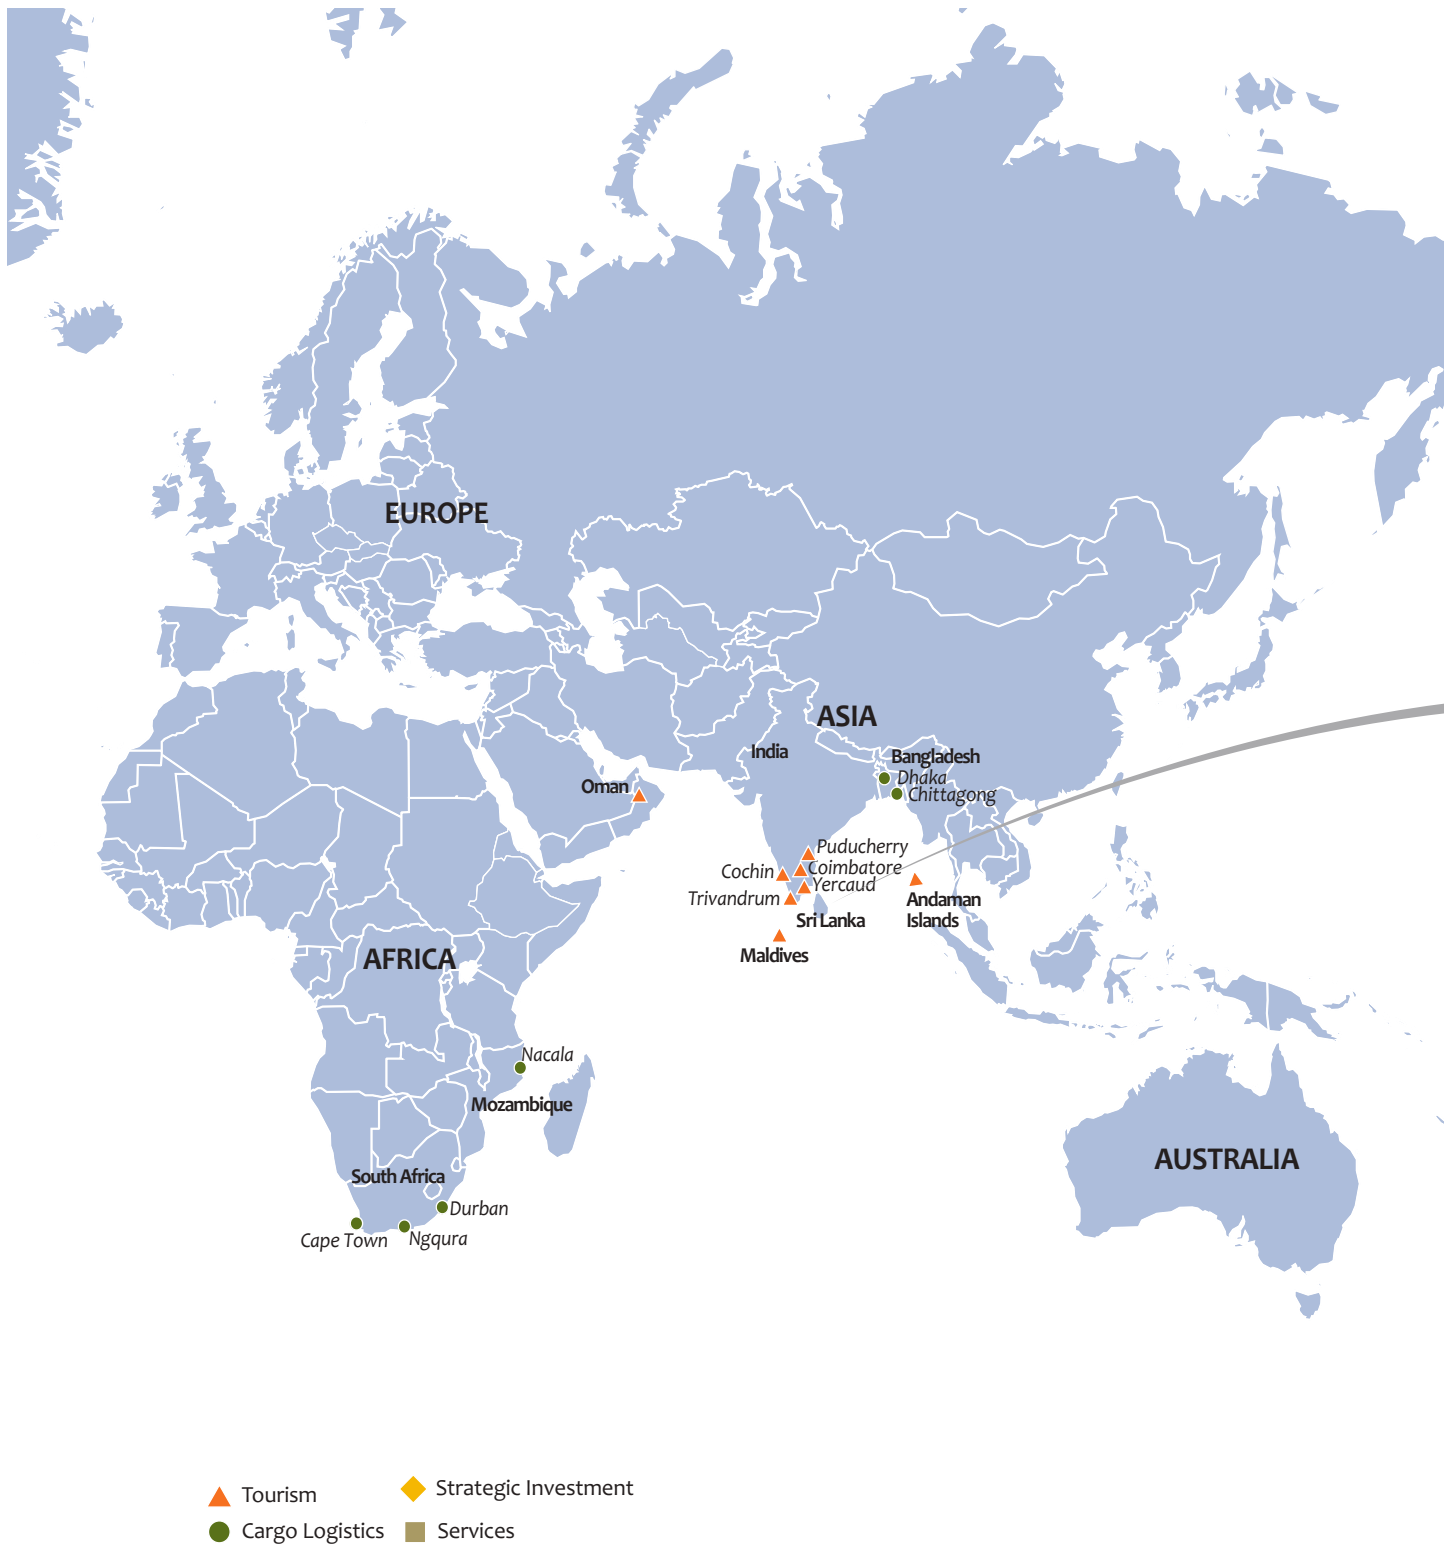 EUROPE
ASIA
India
Bangladesh
Dhaka
Chittagong
Oman
Puducherry
Coimbatore
Cochin
Yercaud
Trivandrum
Sri Lanka
Andaman
Islands
Maldives
AFRICA
Nacala
Mozambique
South Africa
Durban
Cape Town
Ngqura
AUSTRALIA
Tourism
Strategic Investment
Cargo Logistics
Services